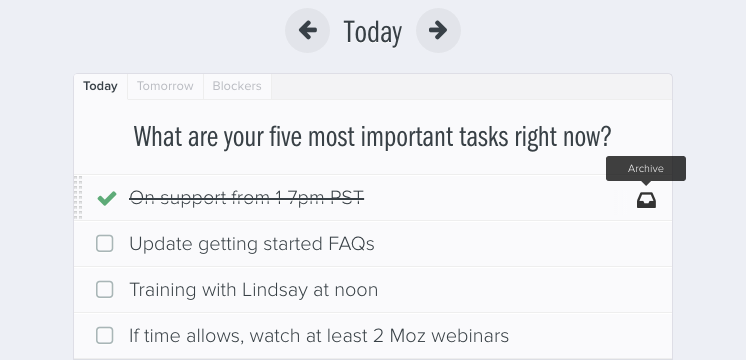 Today
Today Tomorrow Blockers
What are your five most important tasks right now?
Archive
On support from 1-7pm PST
Update getting started FAQs
Training with Lindsay at noon
If time allows, watch at least 2 Moz webinars